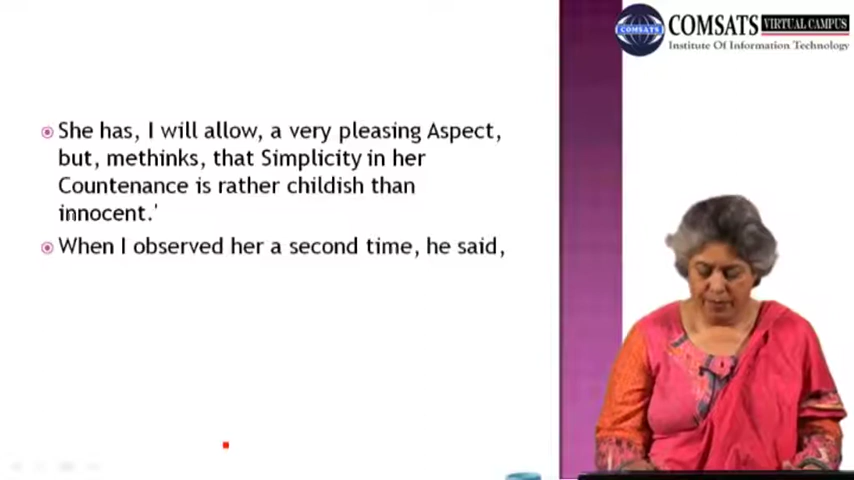 COMSATS VIRTUAL CAMPUS
COMSATS
Institute Of Information Technology
She has, I will allow, a very pleasing Aspect,
but, methinks, that Simplicity in her
Countenance is rather childish than
innocent.'
When I observed her a second time, he said,